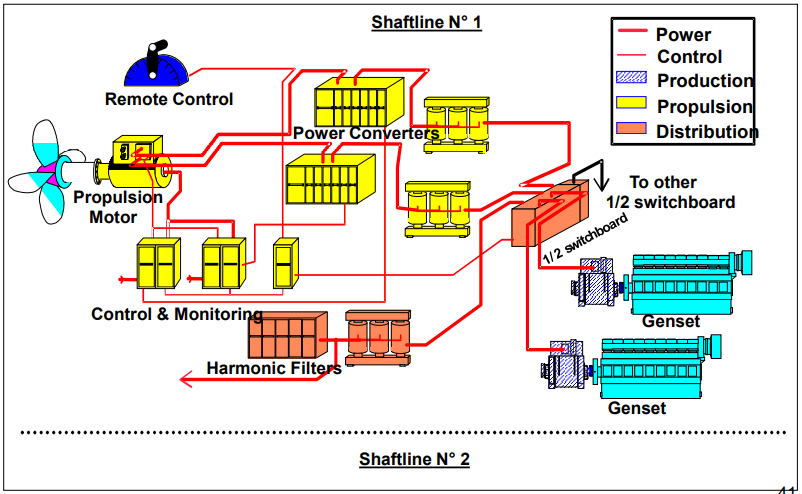 Shaftline N° 1
Power
Control
Production
Propulsion
Distribution
Remote Control
Power Converters
Propulsion
Motor
To other
1/2 switchboard
1/ 2 switchboard
Control & Monitoring
Genset
Harmonic Filters
Genset
Shaftline N° 2
41